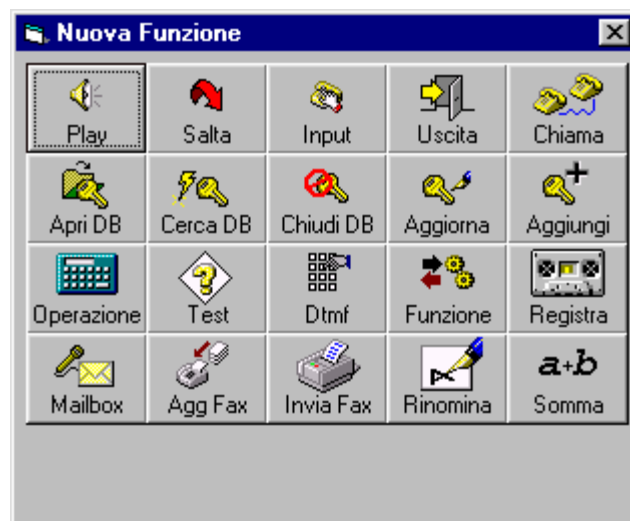 Nuova Funzione
Play Salta Input Uscita Chiama
Apri DB Cerca DB Chiudi DB Aggiorna Aggiungi
Operazione Test Dtmf Funzione Registra
Mailbox Agg Fax Invia Fax Rinomina a+b Somma